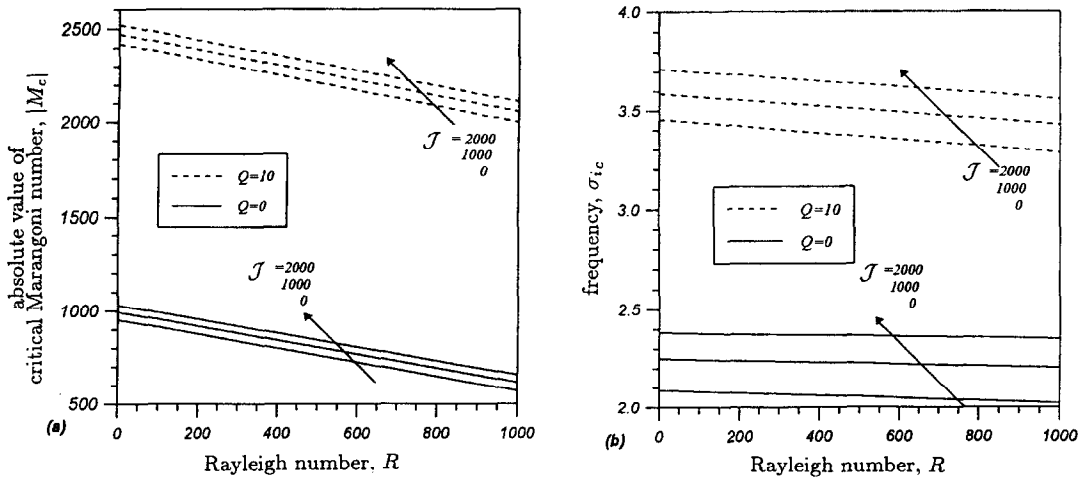 absolute value of
critical Marangoni number, |M_c|
2500
2000
1500
1000
500
Q=10
Q=0
𝒥 =2000
1000
0
𝒥 =2000
1000
0
(a)
0 200 400 600 800 1000
Rayleigh number, R
frequency, σ_{i_c}
4.0
3.5
3.0
2.5
2.0
𝒥 =2000
1000
0
Q=10
Q=0
𝒥 =2000
1000
0
(b)
0 200 400 600 800 1000
Rayleigh number, R